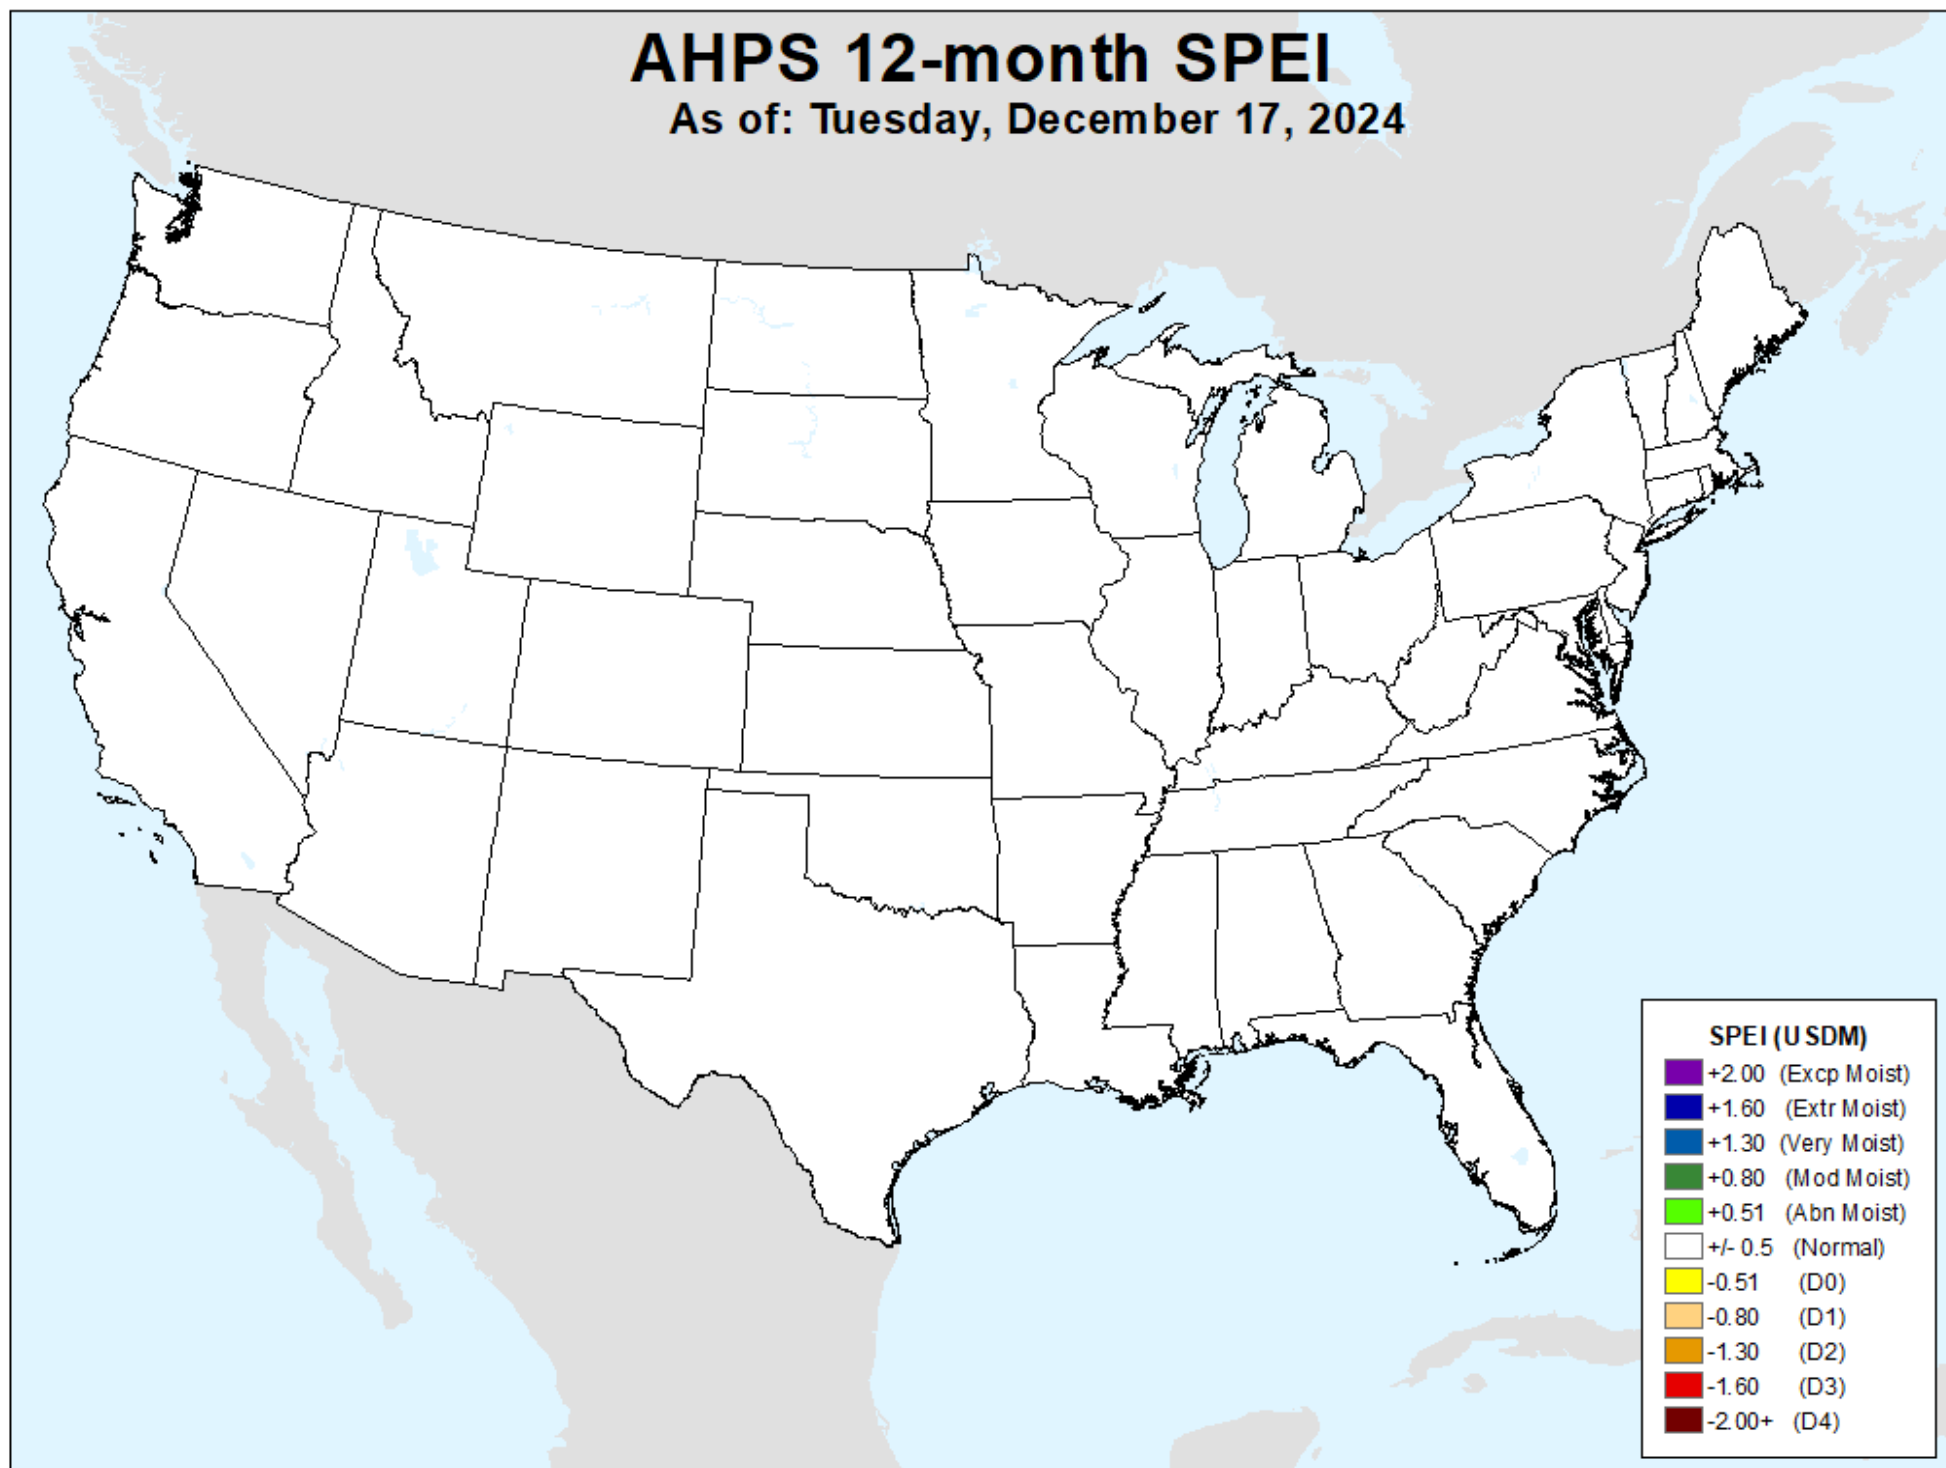 AHPS 12-month SPEI
As of: Tuesday, December 17, 2024
SPEI (USDM)
+2.00 (Excp Moist)
+1.60 (Extr Moist)
+1.30 (Very Moist)
+0.80 (Mod Moist)
+0.51 (Abn Moist)
+/- 0.5 (Normal)
-0.51 (D0)
-0.80 (D1)
-1.30 (D2)
-1.60 (D3)
-2.00+ (D4)